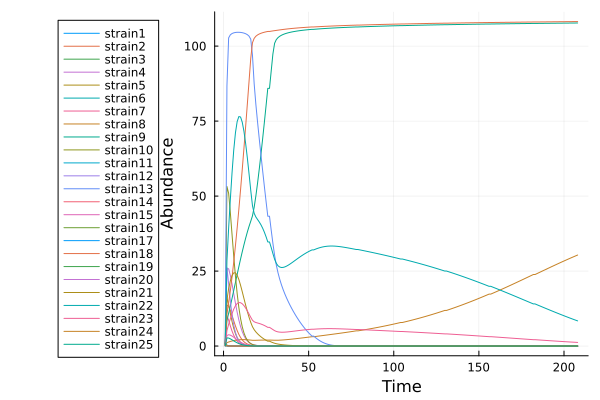 strain1
strain2
strain3
strain4
strain5
strain6
strain7
strain8
strain9
strain10
strain11
strain12
strain13
strain14
strain15
strain16
strain17
strain18
strain19
strain20
strain21
strain22
strain23
strain24
strain25
Abundance
100
75
50
25
0
0
50
100
150
200
Time